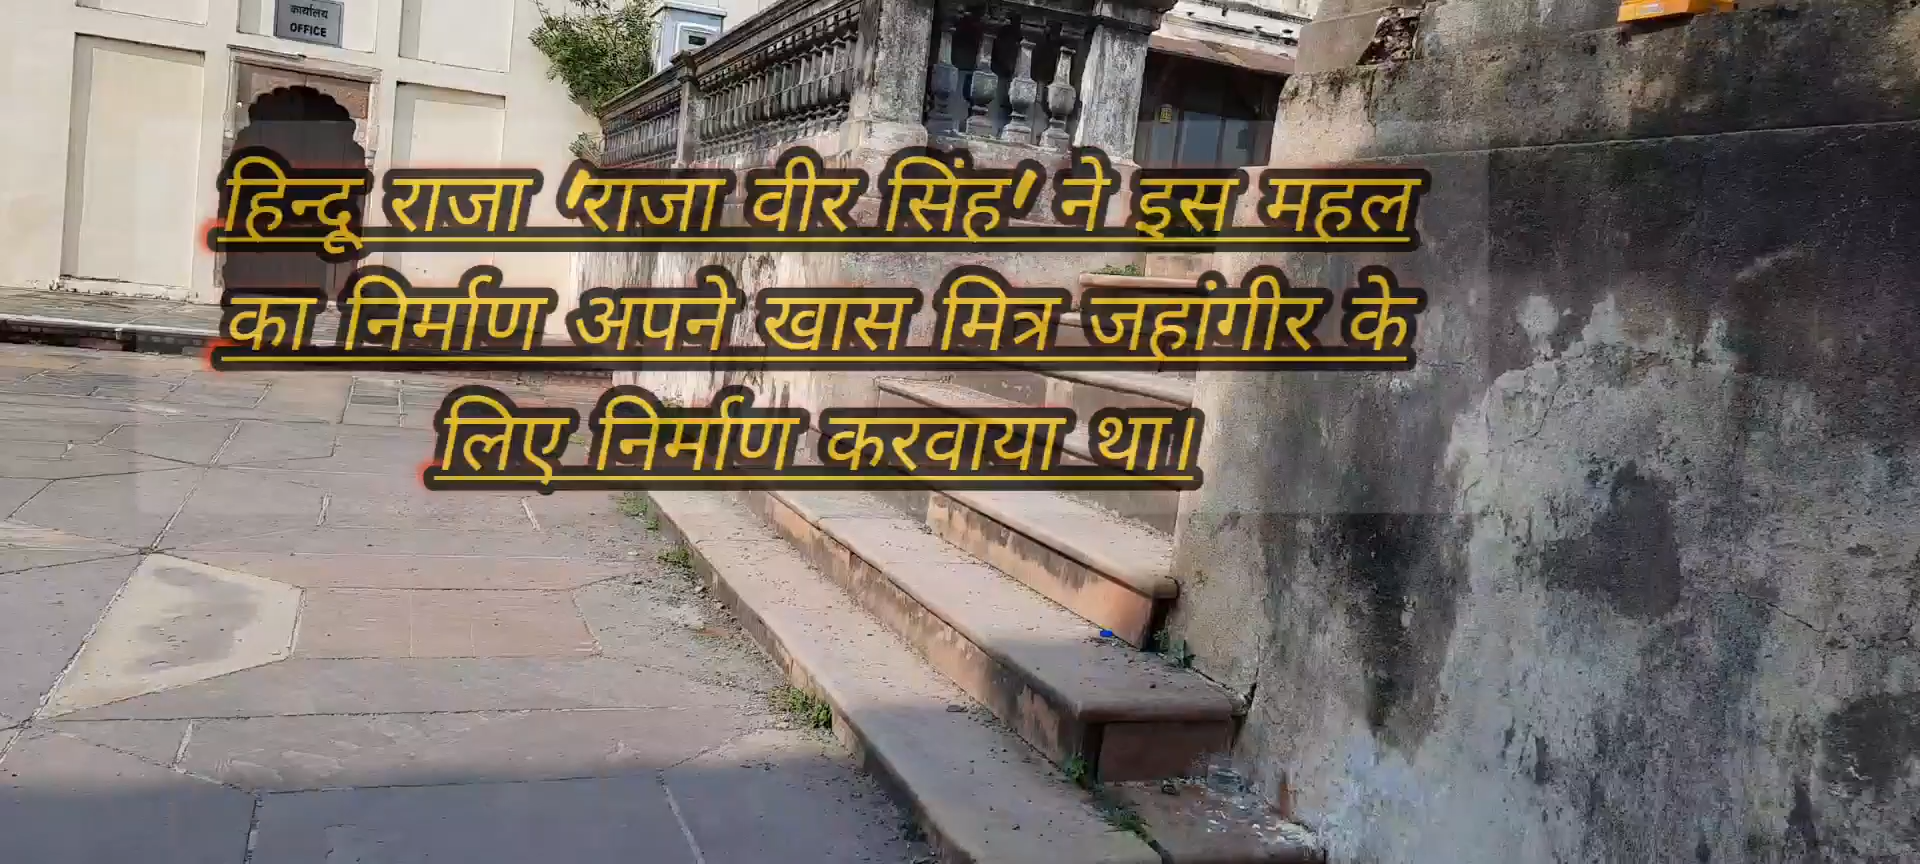 कार्यालय
OFFICE
हिन्दू राजा 'राजा वीर सिंह' ने इस महल
का निर्माण अपने खास मित्र जहांगीर के
लिए निर्माण करवाया था।